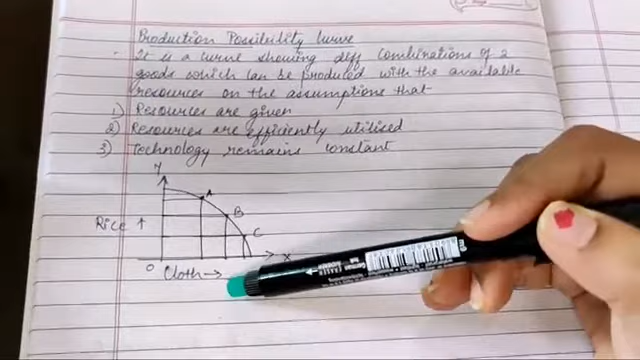 Production Possibility Curve
It is a curve showing diff combinations of 2
goods which can be produced with the available
resources on the assumptions that
1) Resources are given
2) Resources are efficiently utilised
3) Technology remains constant
Y
A
B
Rice ↑
C
O
X
Cloth →